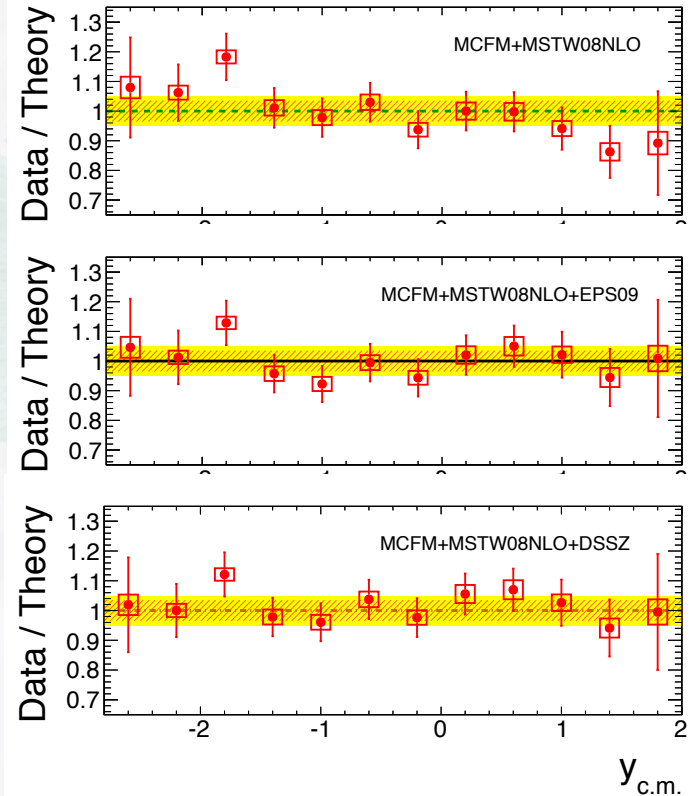 Data / Theory
1.3
1.2
1.1
1
0.9
0.8
0.7
MCFM+MSTW08NLO
Data / Theory
1.3
1.2
1.1
1
0.9
0.8
0.7
MCFM+MSTW08NLO+EPS09
Data / Theory
1.3
1.2
1.1
1
0.9
0.8
0.7
MCFM+MSTW08NLO+DSSZ
-2 -1 0 1 2
y c.m.